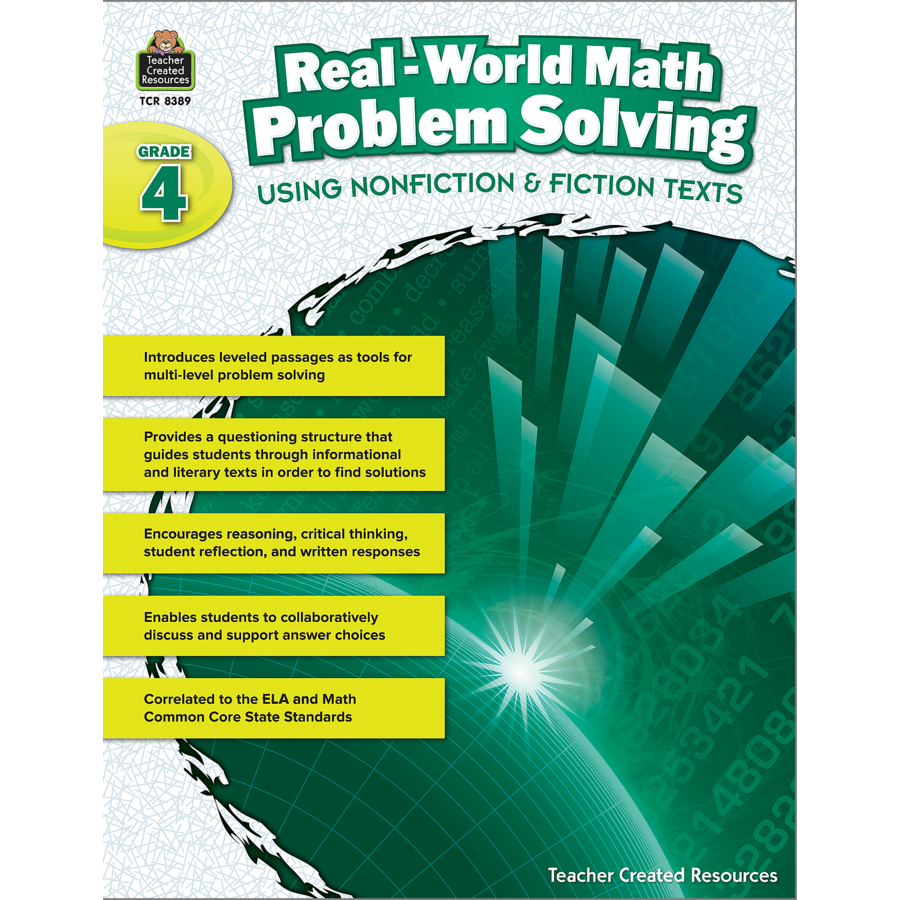 Teacher
Created
Resources
TCR 8389
GRADE
4
Real-World Math
Problem Solving
USING NONFICTION & FICTION TEXTS
Introduces leveled passages as tools for
multi-level problem solving
Provides a questioning structure that
guides students through informational
and literary texts in order to find solutions
Encourages reasoning, critical thinking,
student reflection, and written responses
Enables students to collaboratively
discuss and support answer choices
Correlated to the ELA and Math
Common Core State Standards
Teacher Created Resources